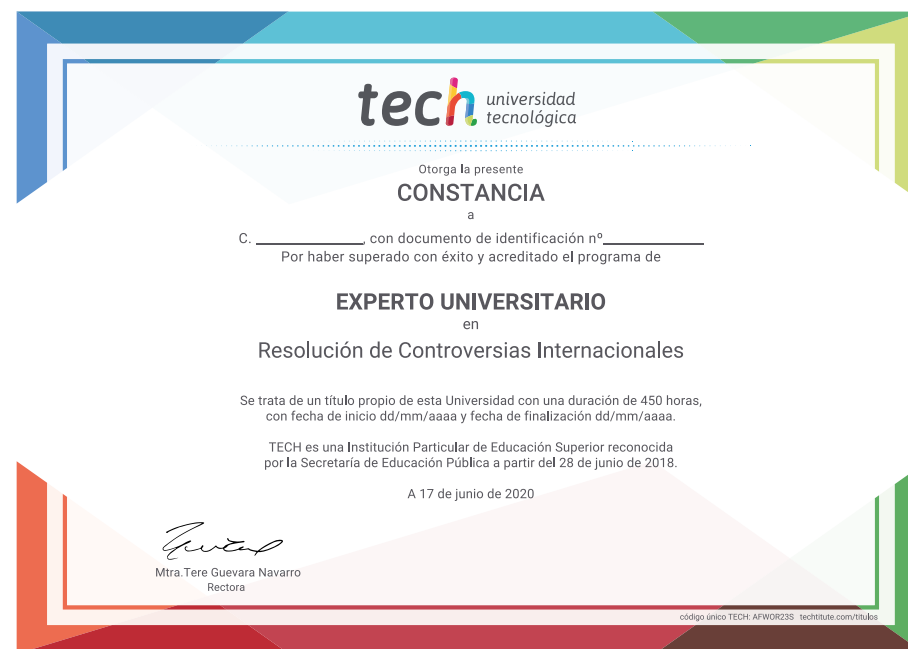 tech universidad
tecnológica
Otorga la presente
CONSTANCIA
a
C. ____________, con documento de identificación nº____________
Por haber superado con éxito y acreditado el programa de
EXPERTO UNIVERSITARIO
en
Resolución de Controversias Internacionales
Se trata de un título propio de esta Universidad con una duración de 450 horas,
con fecha de inicio dd/mm/aaaa y fecha de finalización dd/mm/aaaa.
TECH es una Institución Particular de Educación Superior reconocida
por la Secretaría de Educación Pública a partir del 28 de junio de 2018.
A 17 de junio de 2020
Mtra.Tere Guevara Navarro
Rectora
código único TECH: AFWOR23S techtitute.com/titulos